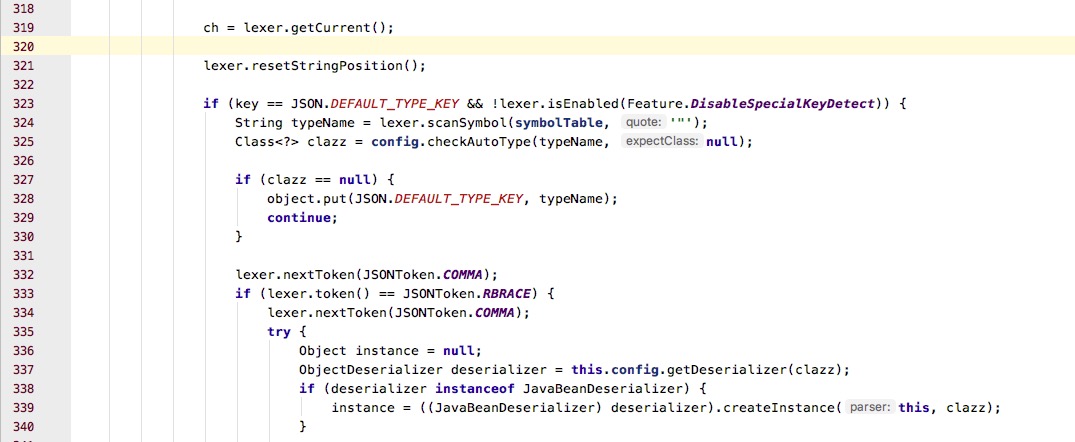 318
319 ch = lexer.getCurrent();
320
321 lexer.resetStringPosition();
322
323 if (key == JSON.DEFAULT_TYPE_KEY && !lexer.isEnabled(Feature.DisableSpecialKeyDetect)) {
324 String typeName = lexer.scanSymbol(symbolTable, quote: '"');
325 Class<?> clazz = config.checkAutoType(typeName, expectClass: null);
326
327 if (clazz == null) {
328 object.put(JSON.DEFAULT_TYPE_KEY, typeName);
329 continue;
330 }
331
332 lexer.nextToken(JSONToken.COMMA);
333 if (lexer.token() == JSONToken.RBRACE) {
334 lexer.nextToken(JSONToken.COMMA);
335 try {
336 Object instance = null;
337 ObjectDeserializer deserializer = this.config.getDeserializer(clazz);
338 if (deserializer instanceof JavaBeanDeserializer) {
339 instance = ((JavaBeanDeserializer) deserializer).createInstance( parser: this, clazz);
340 }